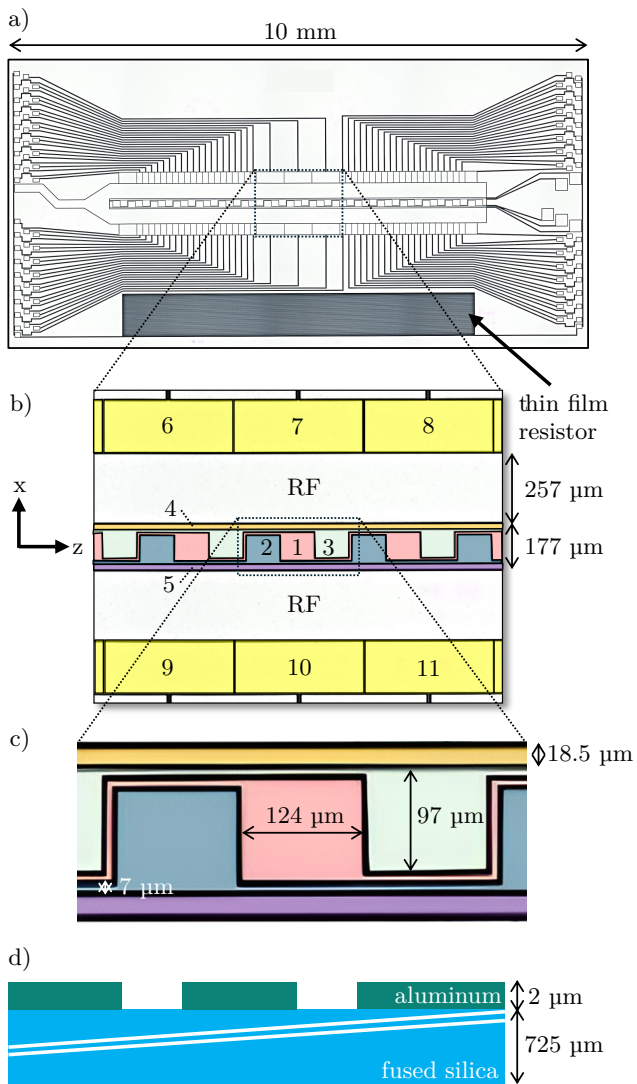 a)
10 mm
thin film
resistor
b)
6 7 8
x
z
RF
257 µm
4
2 1 3
177 µm
5
RF
9 10 11
c)
18.5 µm
124 µm
97 µm
7 µm
d)
aluminum
2 µm
725 µm
fused silica